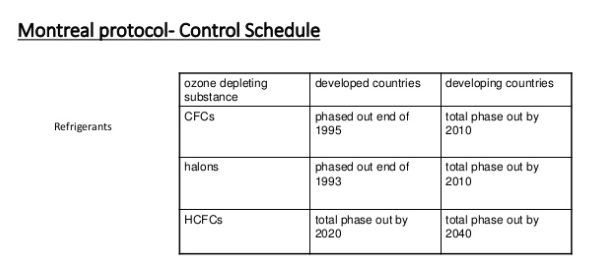 Montreal protocol- Control Schedule
ozone depleting substance developed countries developing countries
Refrigerants
CFCs phased out end of 1995 total phase out by 2010
halons phased out end of 1993 total phase out by 2010
HCFCs total phase out by 2020 total phase out by 2040